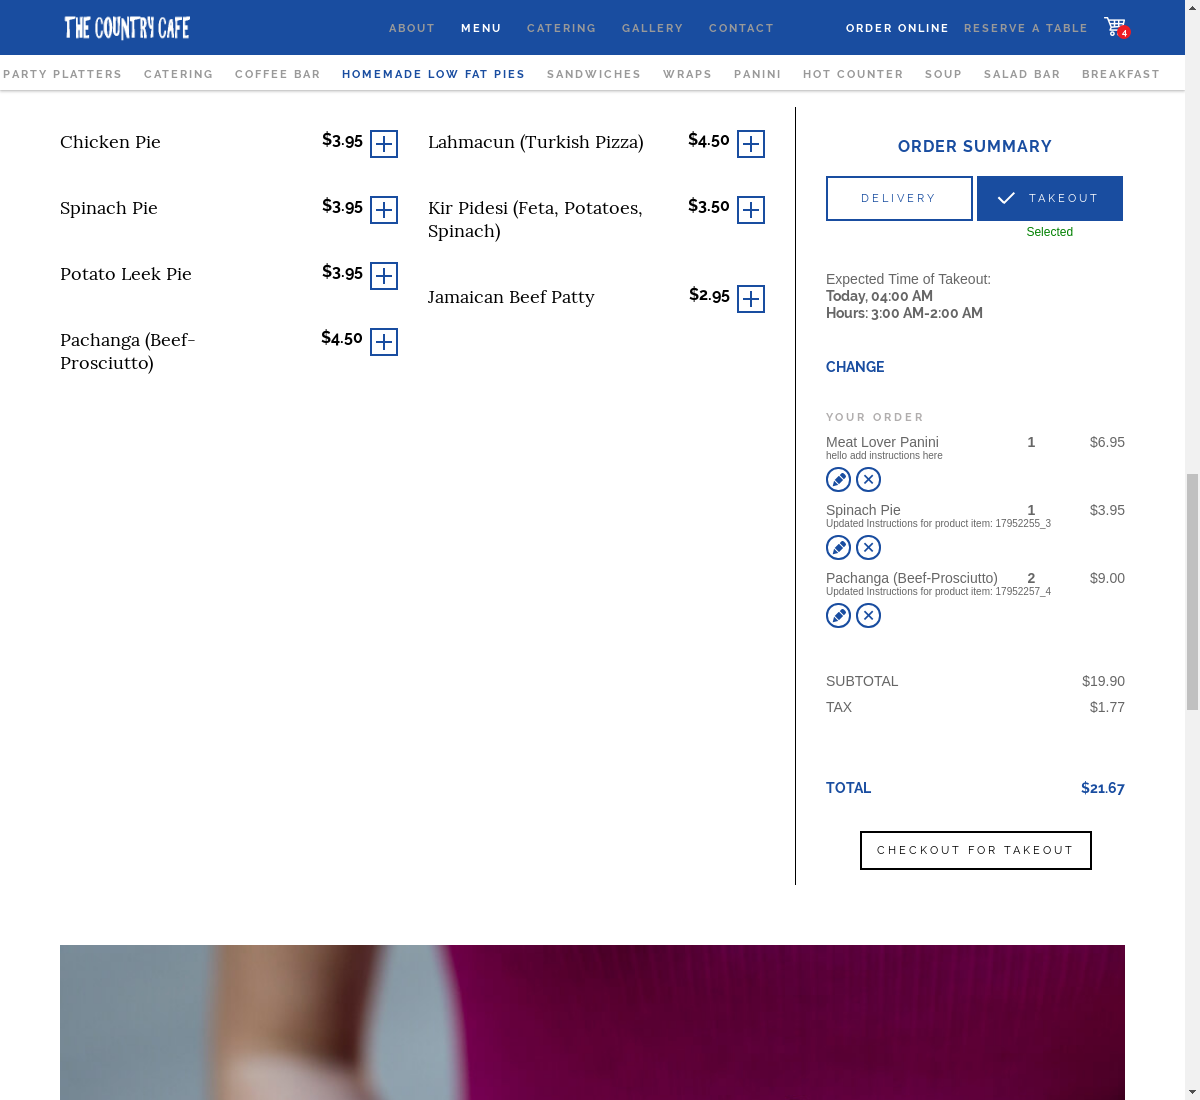 THE COUNTRY CAFE
ABOUT MENU CATERING GALLERY CONTACT ORDER ONLINE RESERVE A TABLE 4
PARTY PLATTERS CATERING COFFEE BAR HOMEMADE LOW FAT PIES SANDWICHES WRAPS PANINI HOT COUNTER SOUP SALAD BAR BREAKFAST
Chicken Pie $3.95
Spinach Pie $3.95
Potato Leek Pie $3.95
Pachanga (Beef-
Prosciutto) $4.50
Lahmacun (Turkish Pizza) $4.50
Kir Pidesi (Feta, Potatoes,
Spinach) $3.50
Jamaican Beef Patty $2.95
ORDER SUMMARY
DELIVERY TAKEOUT
Selected
Expected Time of Takeout:
Today, 04:00 AM
Hours: 3:00 AM-2:00 AM
CHANGE
YOUR ORDER
Meat Lover Panini 1 $6.95
hello add instructions here
Spinach Pie 1 $3.95
Updated Instructions for product item: 17952255_3
Pachanga (Beef-Prosciutto) 2 $9.00
Updated Instructions for product item: 17952257_4
SUBTOTAL $19.90
TAX $1.77
TOTAL $21.67
CHECKOUT FOR TAKEOUT